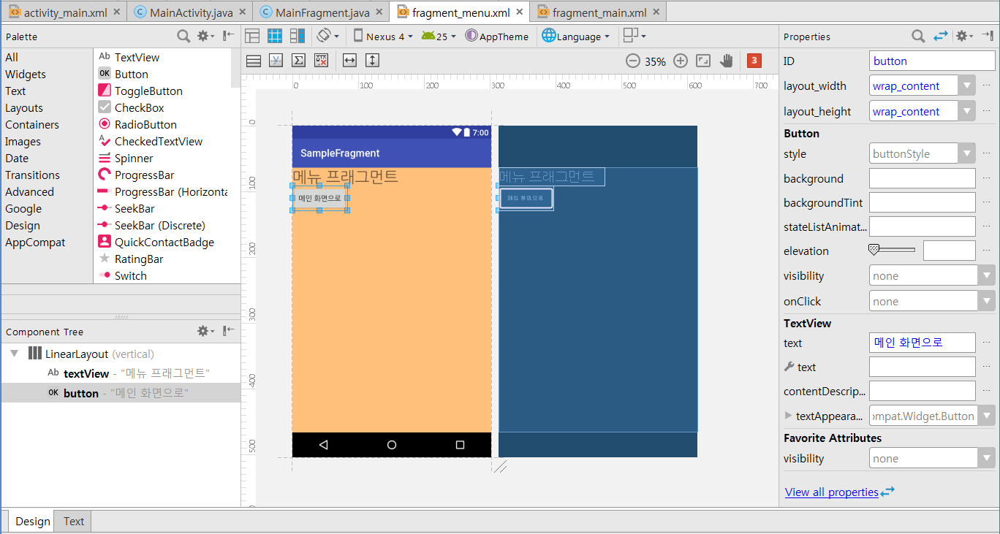 activity_main.xml
MainActivity.java
MainFragment.java
fragment_menu.xml
fragment_main.xml
Palette
All
Widgets
Text
Layouts
Containers
Images
Date
Transitions
Advanced
Google
Design
AppCompat
Ab TextView
OK Button
ToggleButton
CheckBox
RadioButton
CheckedTextView
Spinner
ProgressBar
ProgressBar (Horizonta
SeekBar
SeekBar (Discrete)
QuickContactBadge
RatingBar
Switch
Component Tree
LinearLayout (vertical)
Ab textView - "메뉴 프래그먼트"
OK button - "메인 화면으로"
Design
Text
Nexus 4
25
AppTheme
Language
35%
3
0 100 200 300 400 500 600 700
0
100
200
300
400
500
7:00
SampleFragment
메뉴 프래그먼트
메인 화면으로
메뉴 프래그먼트
메인 화면으로
Properties
ID button
layout_width wrap_content
layout_height wrap_content
Button
style buttonStyle
background
backgroundTint
stateListAnimat...
elevation
visibility none
onClick none
TextView
text 메인 화면으로
text
contentDescrip...
textAppeara... ompat.Widget.Button
Favorite Attributes
visibility none
View all properties